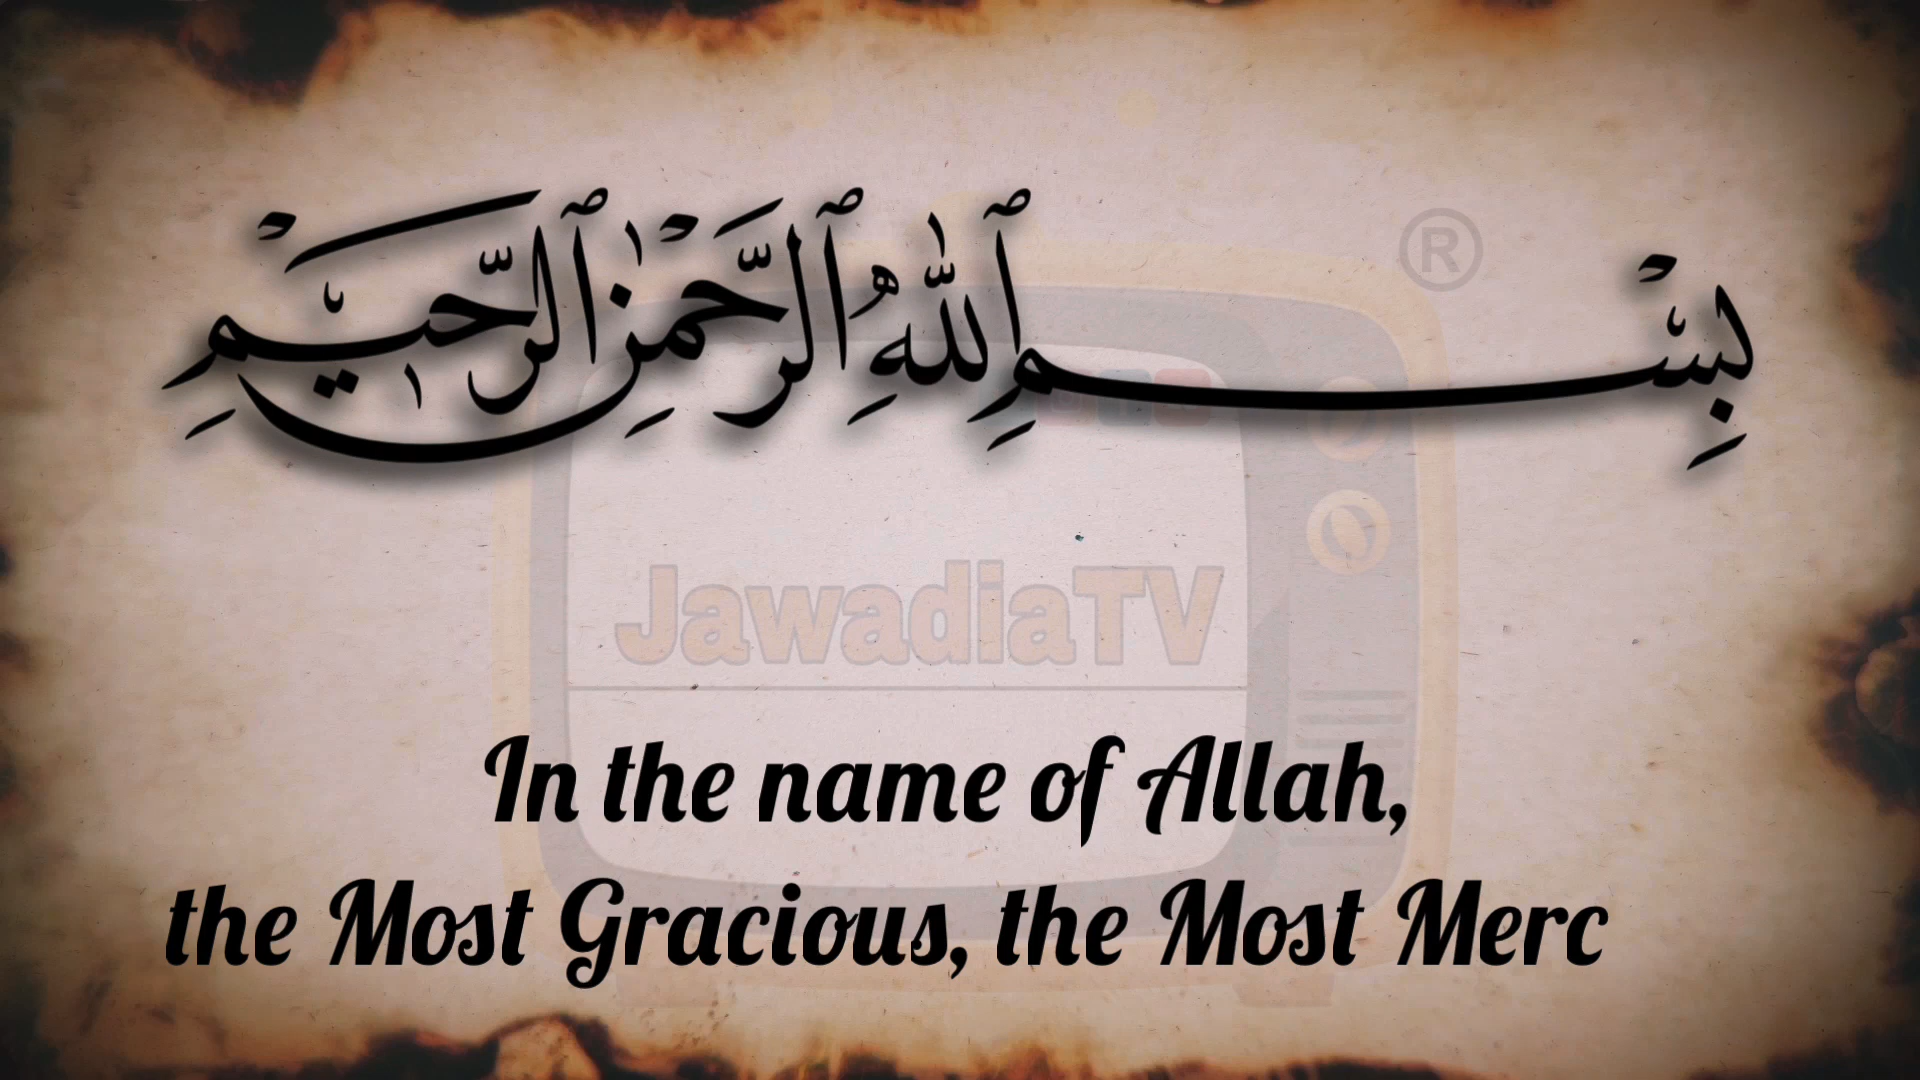 بِسْمِ ٱللَّٰهُِ ٱلرَّحْمَٰنِ ٱلرَّحِيمِ
®
JawadiaTV
In the name of Allah,
the Most Gracious, the Most Merc